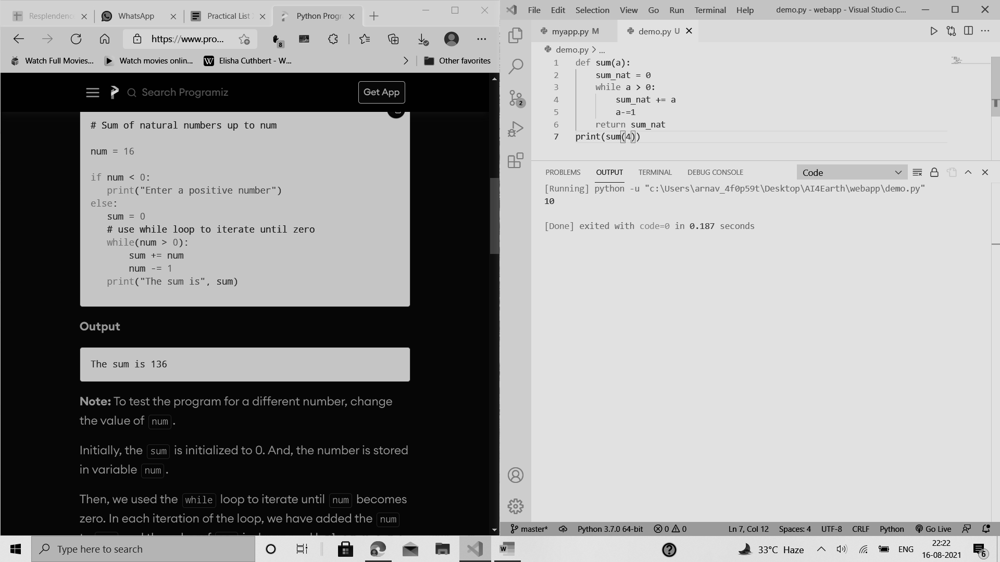 Resplendenc
WhatsApp
Practical List
Python Progr
https://www.pro...
8
Watch Full Movies...
Watch movies onlin...
Elisha Cuthbert - W...
Other favorites
Search Programiz
Get App
# Sum of natural numbers up to num
num = 16
if num < 0:
print("Enter a positive number")
else:
sum = 0
# use while loop to iterate until zero
while(num > 0):
sum += num
num -= 1
print("The sum is", sum)
Output
The sum is 136
Note: To test the program for a different number, change
the value of num .
Initially, the sum is initialized to 0. And, the number is stored
in variable num .
Then, we used the while loop to iterate until num becomes
zero. In each iteration of the loop, we have added the num
File Edit Selection View Go Run Terminal Help demo.py - webapp - Visual Studio C...
myapp.py M
demo.py U
demo.py > ...
2
1 def sum(a):
2 sum_nat = 0
3 while a > 0:
4 sum_nat += a
5 a-=1
6 return sum_nat
7 print(sum(4))
PROBLEMS OUTPUT TERMINAL DEBUG CONSOLE
Code
[Running] python -u "c:\Users\arnav_4f0p59t\Desktop\AI4Earth\webapp\demo.py"
10
[Done] exited with code=0 in 0.187 seconds
master* Python 3.7.0 64-bit 0 0 Ln 7, Col 12 Spaces: 4 UTF-8 CRLF Python Go Live
Type here to search
W
33°C Haze
ENG
22:22
16-08-2021
6